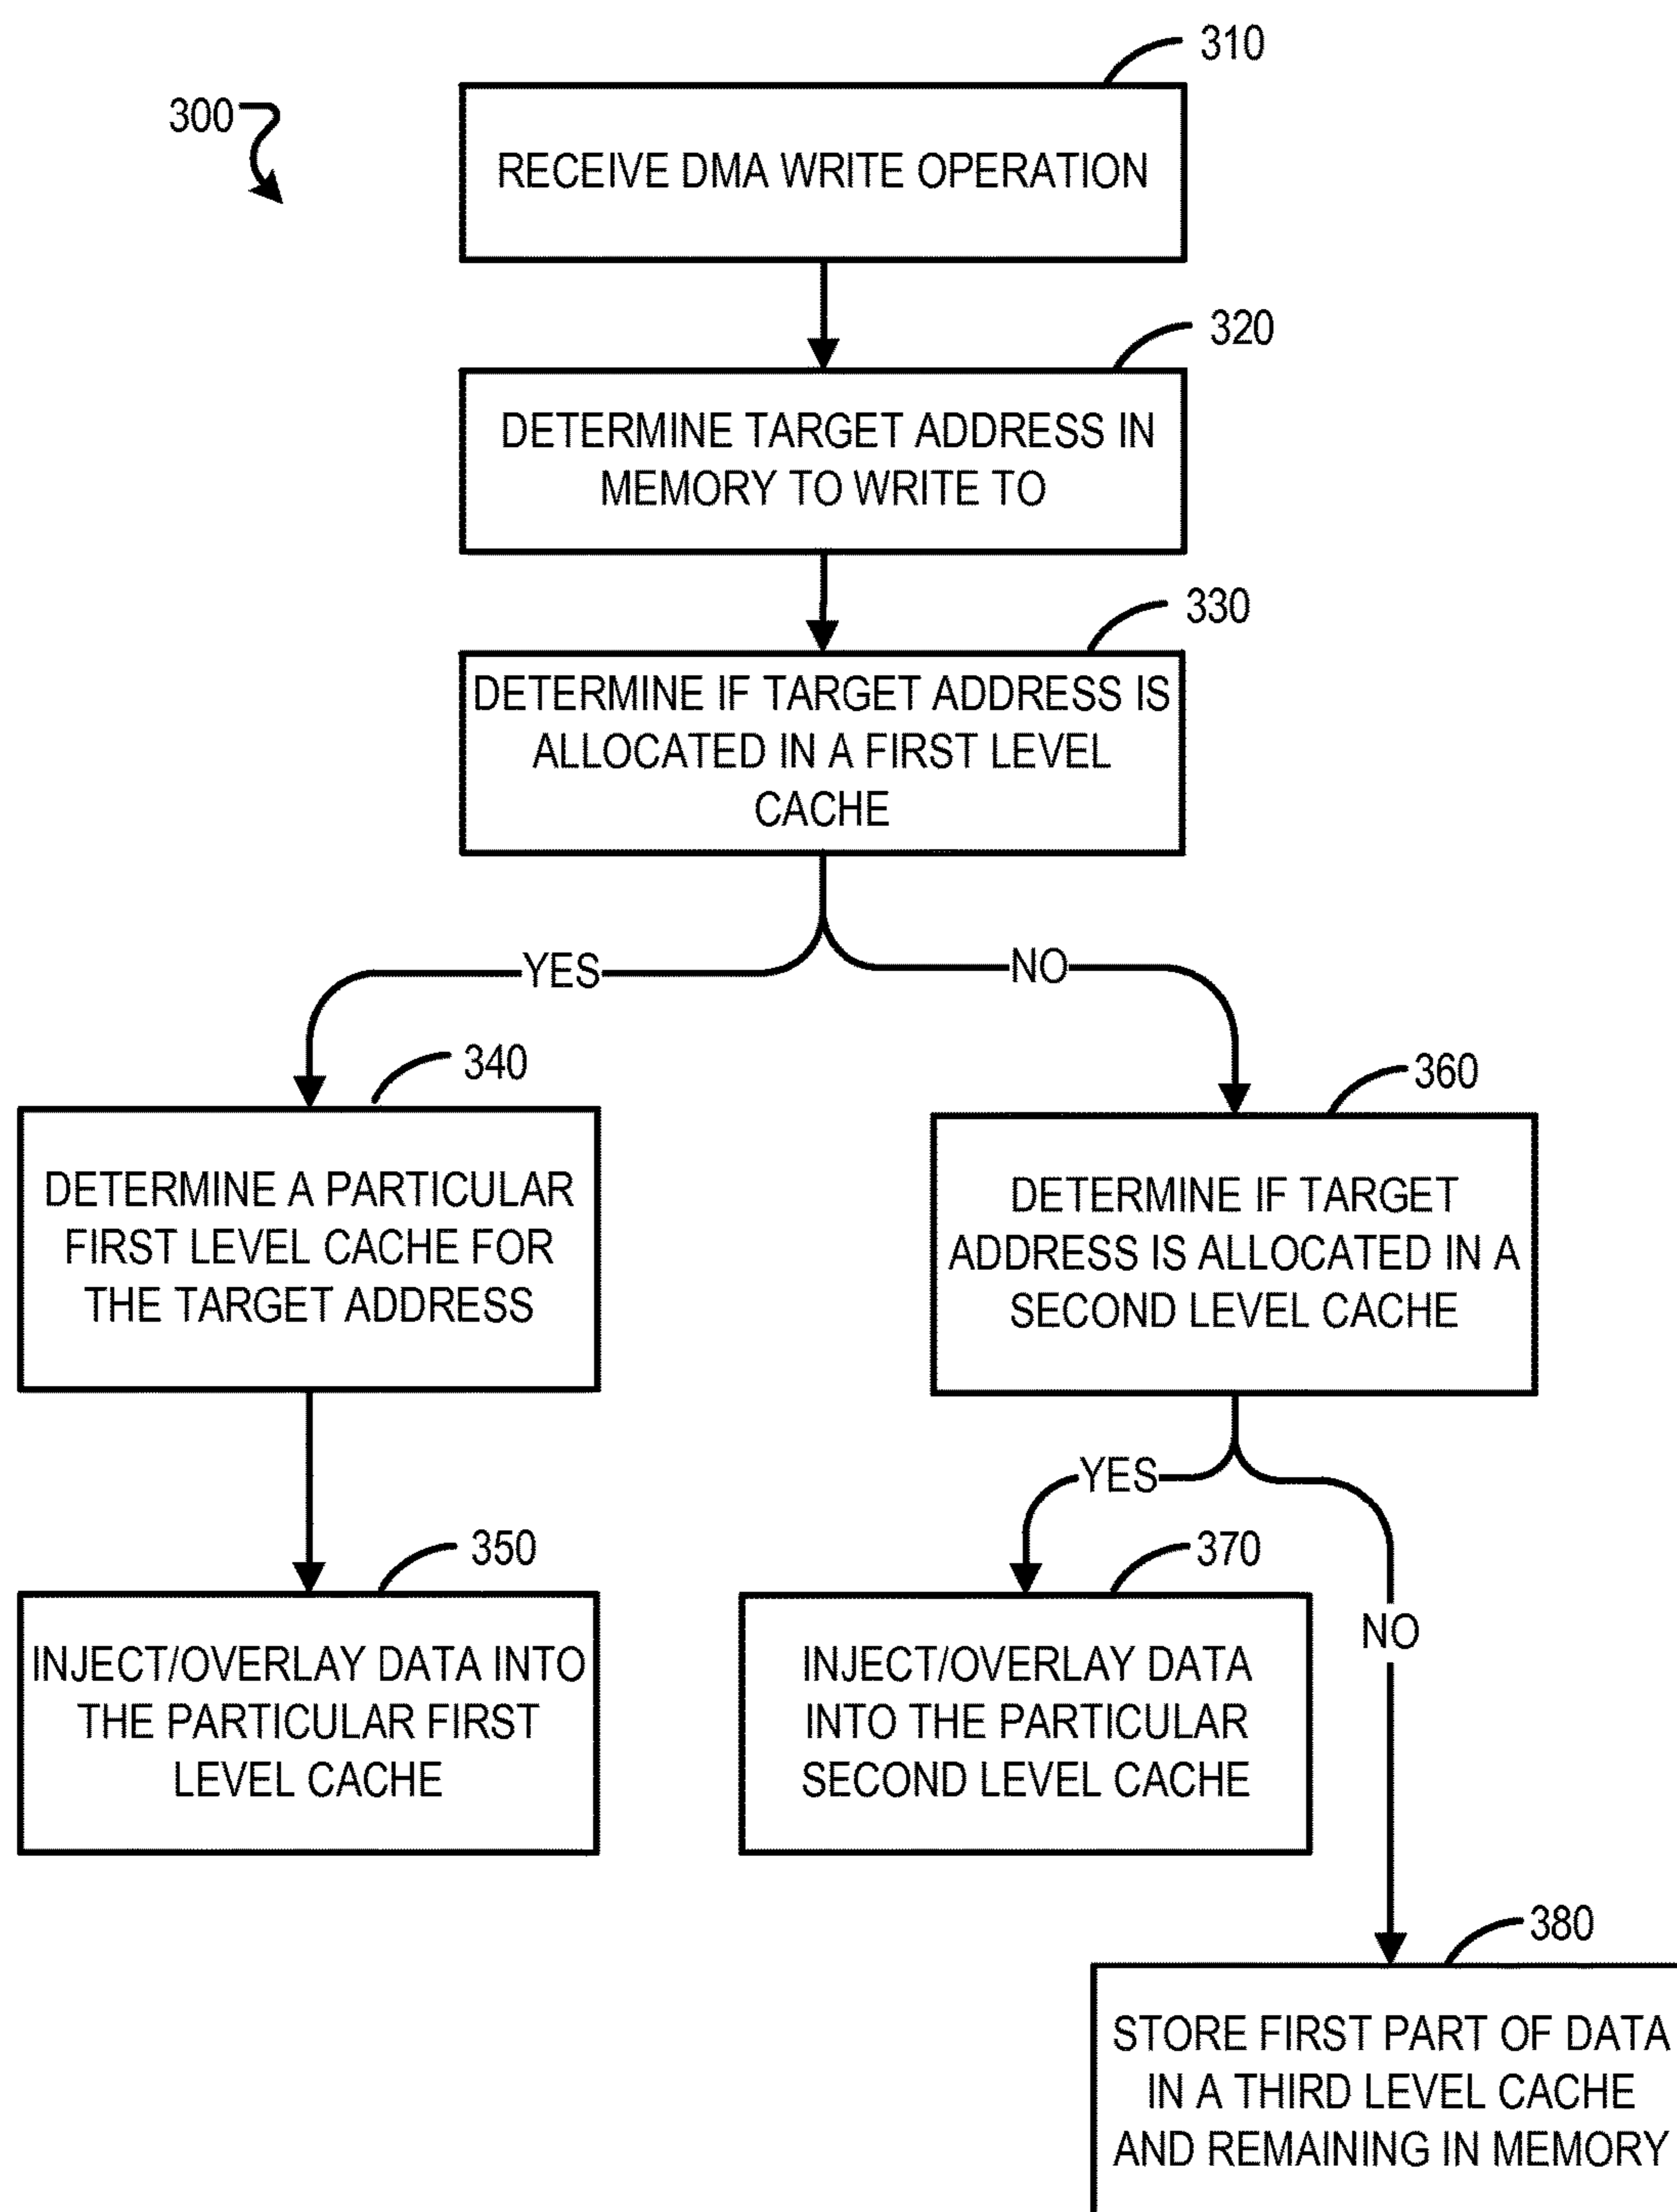 310
300
RECEIVE DMA WRITE OPERATION
320
DETERMINE TARGET ADDRESS IN
MEMORY TO WRITE TO
330
DETERMINE IF TARGET ADDRESS IS
ALLOCATED IN A FIRST LEVEL
CACHE
YES
NO
340
DETERMINE A PARTICULAR
FIRST LEVEL CACHE FOR
THE TARGET ADDRESS
360
DETERMINE IF TARGET
ADDRESS IS ALLOCATED IN A
SECOND LEVEL CACHE
YES
NO
350
INJECT/OVERLAY DATA INTO
THE PARTICULAR FIRST
LEVEL CACHE
370
INJECT/OVERLAY DATA
INTO THE PARTICULAR
SECOND LEVEL CACHE
380
STORE FIRST PART OF DATA
IN A THIRD LEVEL CACHE
AND REMAINING IN MEMORY